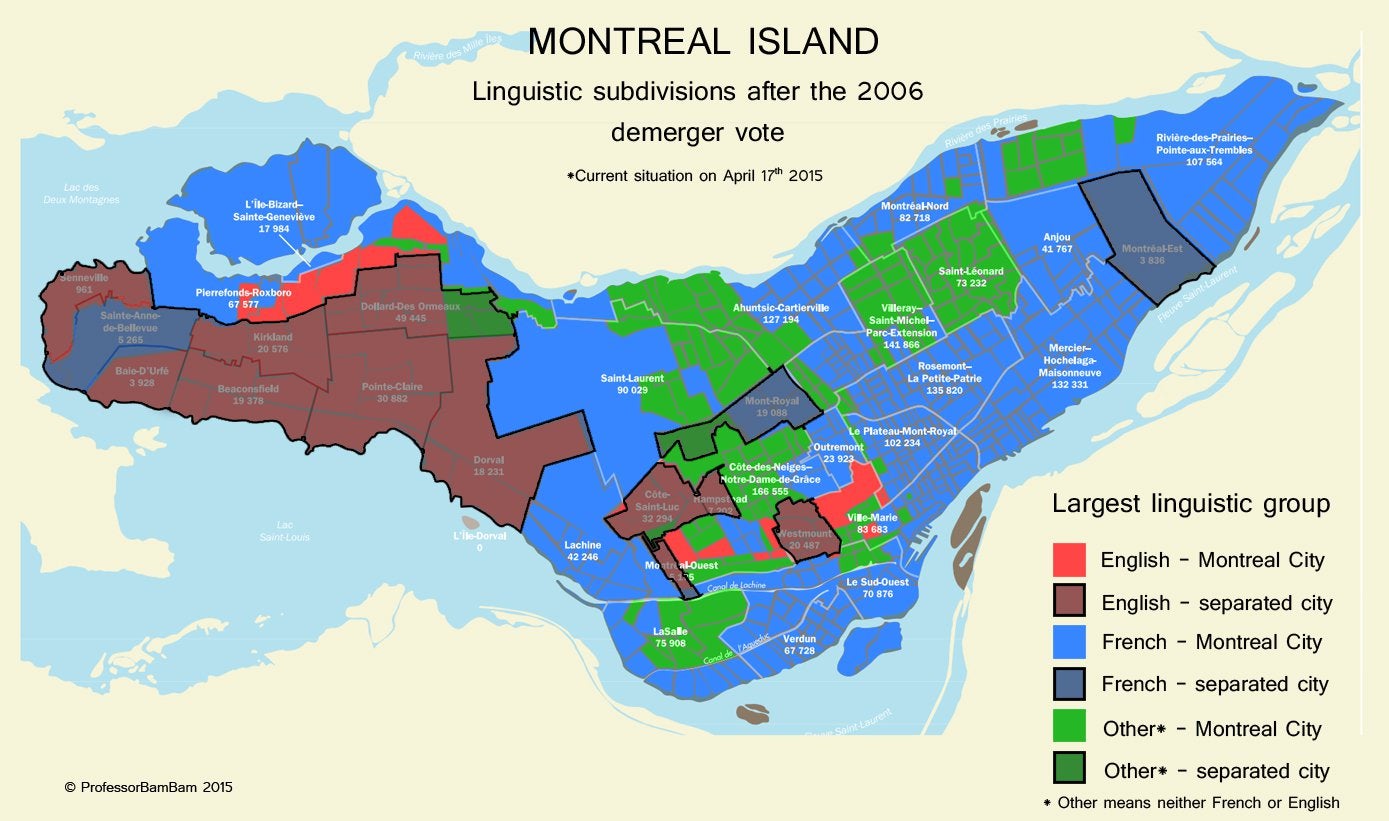 MONTREAL ISLAND
Linguistic subdivisions after the 2006
demerger vote
*Current situation on April 17th 2015
Rivière des Mille Îles
Rivière des Prairies
Lac des
Deux Montagnes
L'Île-Bizard–
Sainte-Geneviève
17 984
Rivière-des-Prairies–
Pointe-aux-Trembles
107 564
Montréal-Nord
82 718
Anjou
41 767
Montréal-Est
3 836
Fleuve Saint-Laurent
Senneville
961
Pierrefonds-Roxboro
67 577
Sainte-Anne-
de-Bellevue
5 265
Dollard-Des Ormeaux
49 445
Kirkland
20 576
Baie-D'Urfé
3 928
Beaconsfield
19 378
Pointe-Claire
30 882
Saint-Léonard
73 232
Ahuntsic-Cartierville
127 194
Villeray–
Saint-Michel–
Parc-Extension
141 866
Mercier–
Hochelaga-
Maisonneuve
132 331
Rosemont–
La Petite-Patrie
135 820
Saint-Laurent
90 029
Mont-Royal
19 088
Le Plateau-Mont-Royal
102 234
Outremont
23 923
Dorval
18 231
Côte-des-Neiges–
Notre-Dame-de-Grâce
166 555
Côte-
Saint-Luc
32 294
Hampstead
7 202
Ville-Marie
83 683
Westmount
20 487
Lac
Saint-Louis
L'Île-Dorval
0
Lachine
42 246
Montréal-Ouest
Canal de Lachine
Le Sud-Ouest
70 876
LaSalle
75 908
Canal de l'Aqueduc
Verdun
67 728
Fleuve Saint-Laurent
Largest linguistic group
English - Montreal City
English - separated city
French - Montreal City
French - separated city
Other* - Montreal City
Other* - separated city
* Other means neither French or English
© ProfessorBamBam 2015